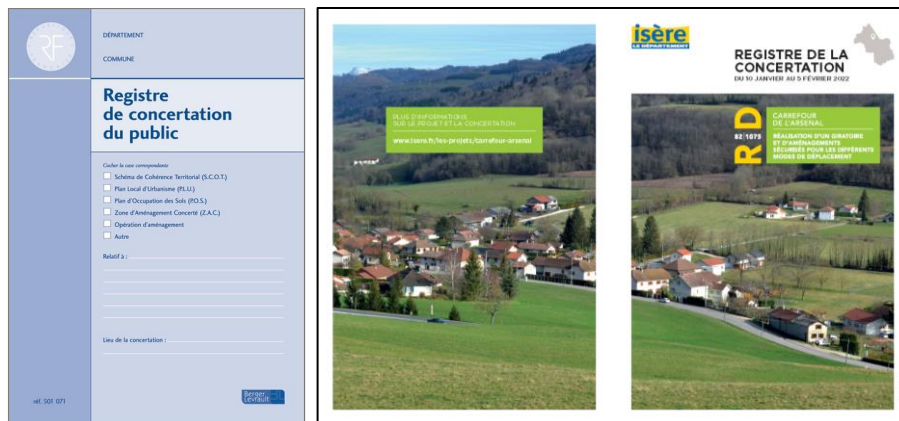 RF
DÉPARTEMENT
COMMUNE
Registre
de concertation
du public
Cocher la case correspondante
Schéma de Cohérence Territorial (S.C.O.T.)
Plan Local d'Urbanisme (P.L.U.)
Plan d'Occupation des Sols (P.O.S.)
Zone d'Aménagement Concerté (Z.A.C.)
Opération d'aménagement
Autre
Relatif à :
Lieu de la concertation :
réf. 501 071
Berger
Levrault
PLUS D'INFORMATIONS
SUR LE PROJET ET LA CONCERTATION
www.isere.fr/les-projets/carrefour-arsenal
isère
LE DÉPARTEMENT
REGISTRE DE LA
CONCERTATION
DU 10 JANVIER AU 5 FÉVRIER 2022
RD
82 1075
CARREFOUR
DE L'ARSENAL
RÉALISATION D'UN GIRATOIRE
ET D'AMÉNAGEMENTS
SÉCURISÉS POUR LES DIFFÉRENTS
MODES DE DÉPLACEMENT